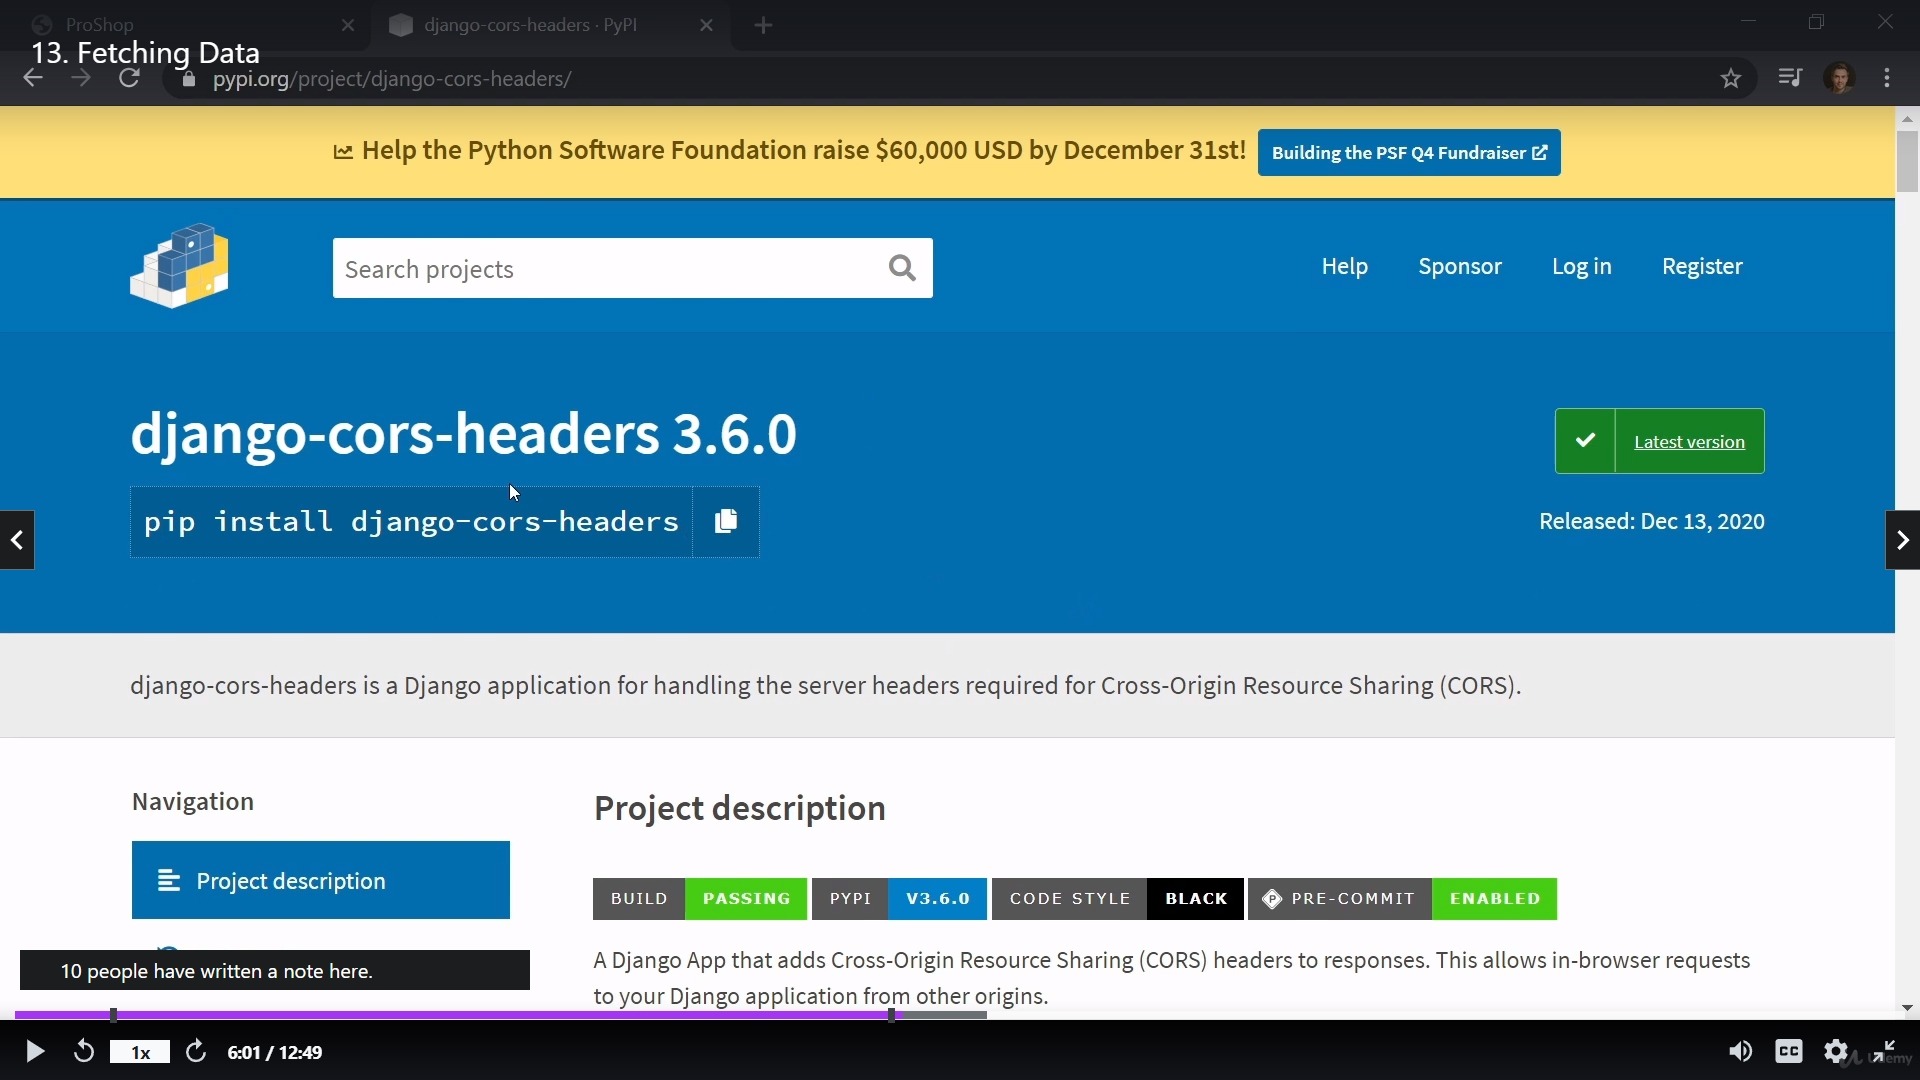 ProShop
django-cors-headers · PyPI
13. Fetching Data
pypi.org/project/django-cors-headers/
Help the Python Software Foundation raise $60,000 USD by December 31st!
Building the PSF Q4 Fundraiser
Search projects
Help
Sponsor
Log in
Register
django-cors-headers 3.6.0
Latest version
pip install django-cors-headers
Released: Dec 13, 2020
django-cors-headers is a Django application for handling the server headers required for Cross-Origin Resource Sharing (CORS).
Navigation
Project description
Project description
BUILD PASSING PYPI V3.6.0 CODE STYLE BLACK PRE-COMMIT ENABLED
A Django App that adds Cross-Origin Resource Sharing (CORS) headers to responses. This allows in-browser requests
to your Django application from other origins.
10 people have written a note here.
1x
6:01 / 12:49
CC
Udemy